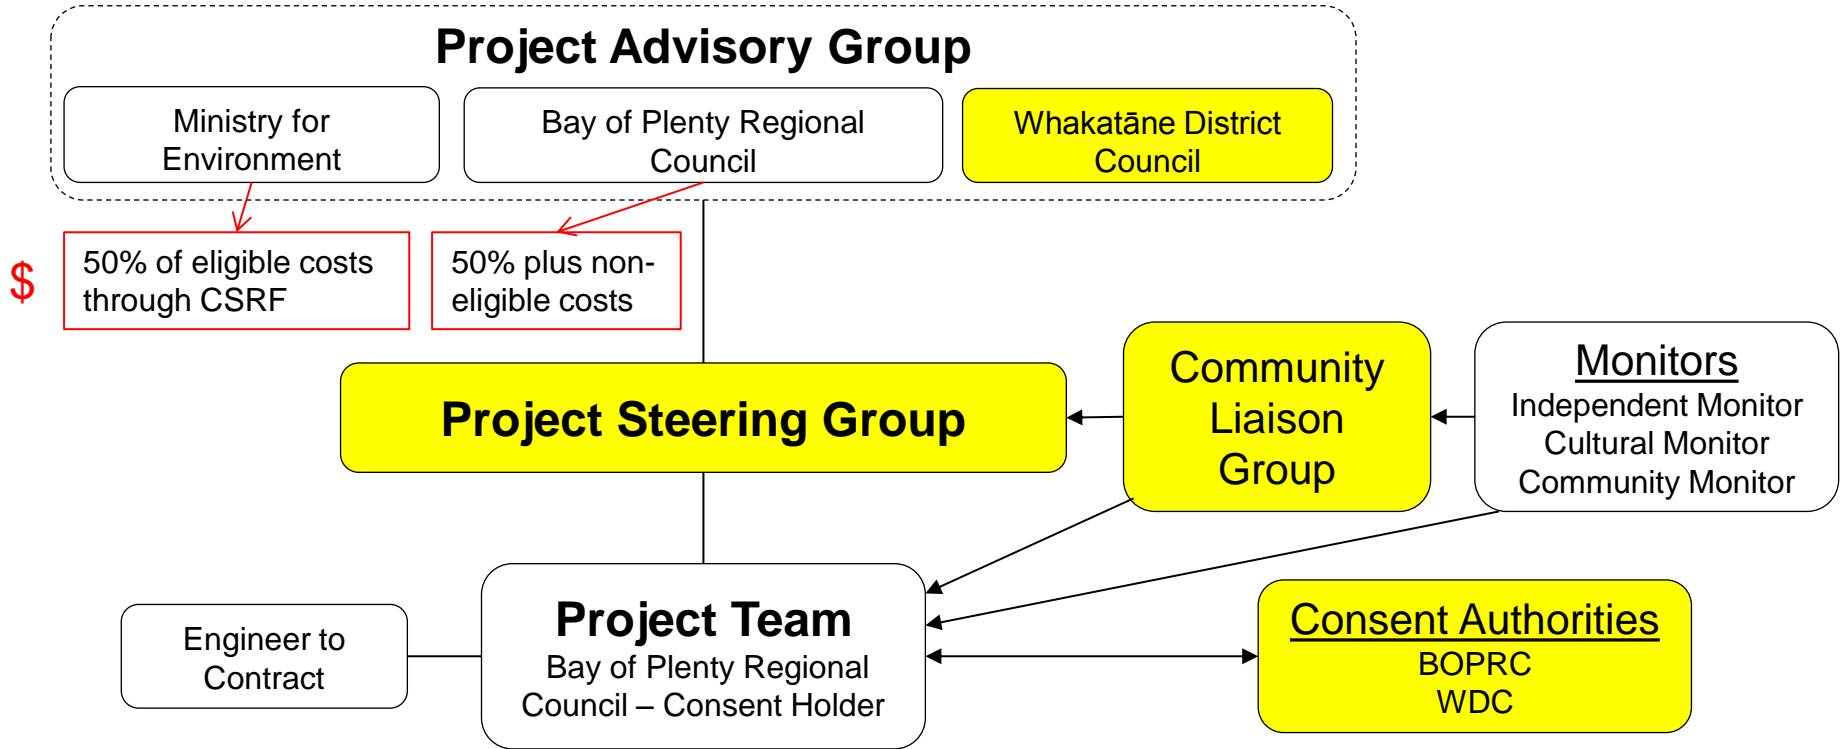 Project Advisory Group
Ministry for
Environment
Bay of Plenty Regional
Council
Whakatāne District
Council
$
50% of eligible costs
through CSRF
50% plus non-
eligible costs
Project Steering Group
Community
Liaison
Group
Monitors
Independent Monitor
Cultural Monitor
Community Monitor
Engineer to
Contract
Project Team
Bay of Plenty Regional
Council – Consent Holder
Consent Authorities
BOPRC
WDC